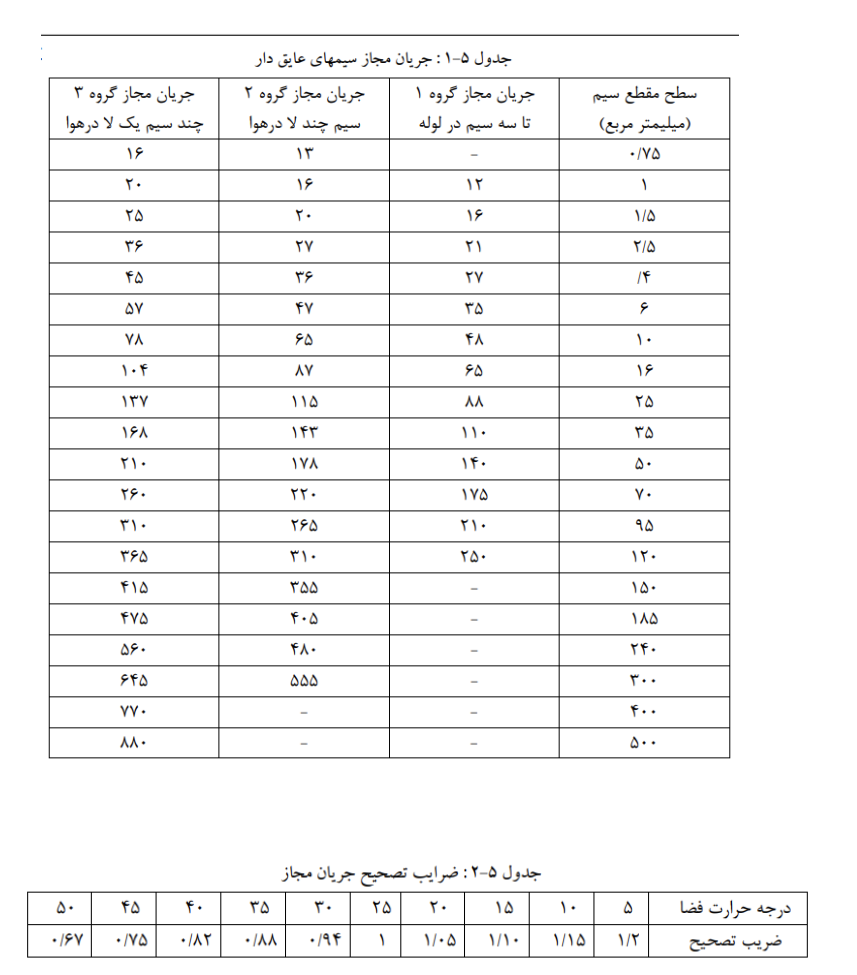 جدول ۵-۱ : جریان مجاز سیمهای عایق دار
سطح مقطع سیم (میلیمتر مربع) جریان مجاز گروه ۱ تا سه سیم در لوله جریان مجاز گروه ۲ سیم چند لا درهوا جریان مجاز گروه ۳ چند سیم یک لا درهوا
۰/۷۵ - ۱۳ ۱۶
۱ ۱۲ ۱۶ ۲۰
۱/۵ ۱۶ ۲۰ ۲۵
۲/۵ ۲۱ ۲۷ ۳۶
/۴ ۲۷ ۳۶ ۴۵
۶ ۳۵ ۴۷ ۵۷
۱۰ ۴۸ ۶۵ ۷۸
۱۶ ۶۵ ۸۷ ۱۰۴
۲۵ ۸۸ ۱۱۵ ۱۳۷
۳۵ ۱۱۰ ۱۴۳ ۱۶۸
۵۰ ۱۴۰ ۱۷۸ ۲۱۰
۷۰ ۱۷۵ ۲۲۰ ۲۶۰
۹۵ ۲۱۰ ۲۶۵ ۳۱۰
۱۲۰ ۲۵۰ ۳۱۰ ۳۶۵
۱۵۰ - ۳۵۵ ۴۱۵
۱۸۵ - ۴۰۵ ۴۷۵
۲۴۰ - ۴۸۰ ۵۶۰
۳۰۰ - ۵۵۵ ۶۴۵
۴۰۰ - - ۷۷۰
۵۰۰ - - ۸۸۰
جدول ۵-۲ : ضرایب تصحیح جریان مجاز
درجه حرارت فضا ۵ ۱۰ ۱۵ ۲۰ ۲۵ ۳۰ ۳۵ ۴۰ ۴۵ ۵۰
ضریب تصحیح ۱/۲ ۱/۱۵ ۱/۱۰ ۱/۰۵ ۱ ۰/۹۴ ۰/۸۸ ۰/۸۲ ۰/۷۵ ۰/۶۷